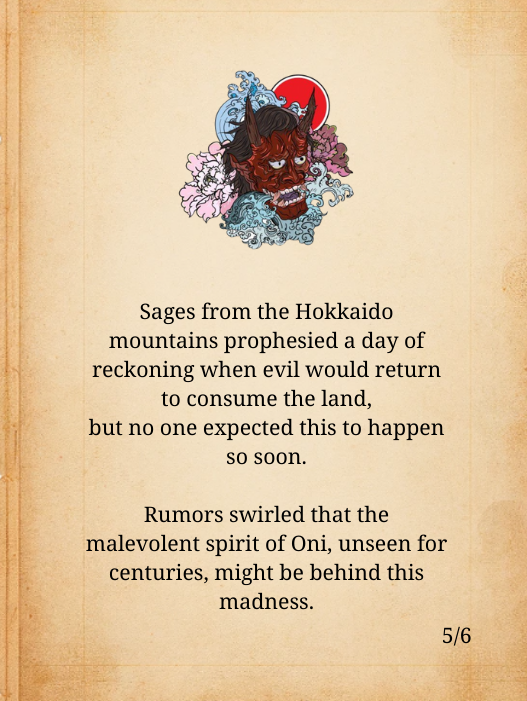 Sages from the Hokkaido
mountains prophesied a day of
reckoning when evil would return
to consume the land,
but no one expected this to happen
so soon.
Rumors swirled that the
malevolent spirit of Oni, unseen for
centuries, might be behind this
madness.
5/6